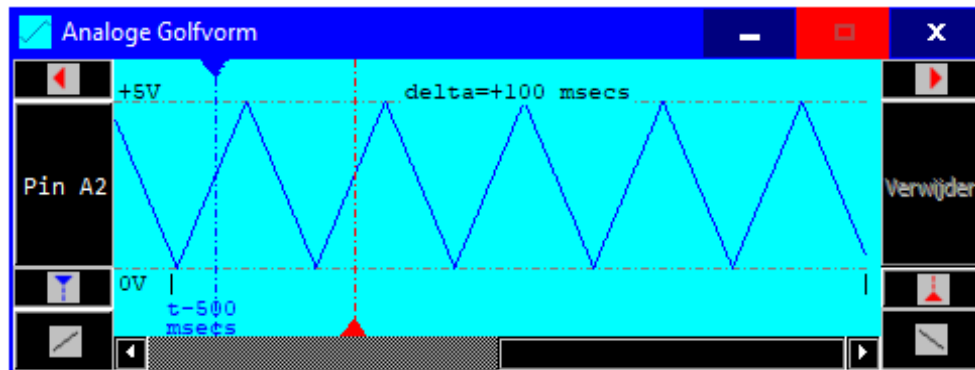 Analoge Golfvorm
+5V
delta=+100 msecs
Pin A2
Verwijder
0V
t-500
msecs